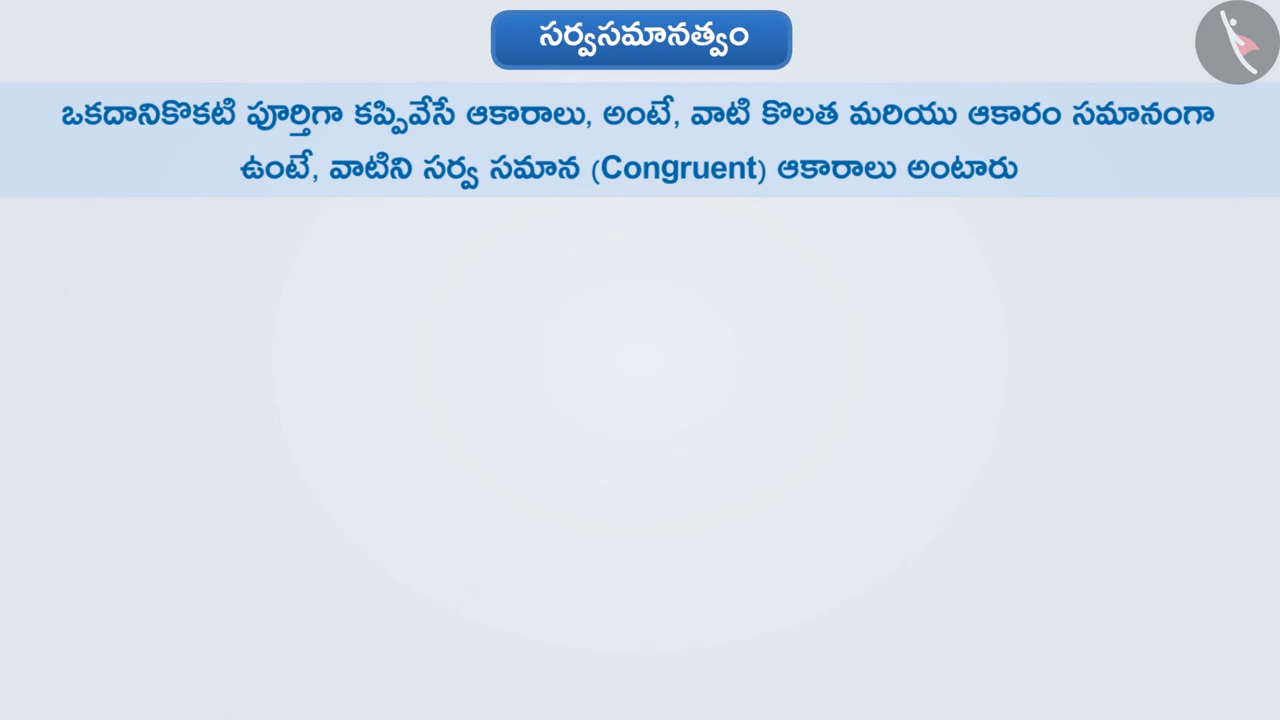 సర్వసమానత్వం
ఒకదానికొకటి పూర్తిగా కప్పివేసే ఆకారాలు, అంటే, వాటి కొలత మరియు ఆకారం సమానంగా
ఉంటే, వాటిని సర్వ సమాన (Congruent) ఆకారాలు అంటారు